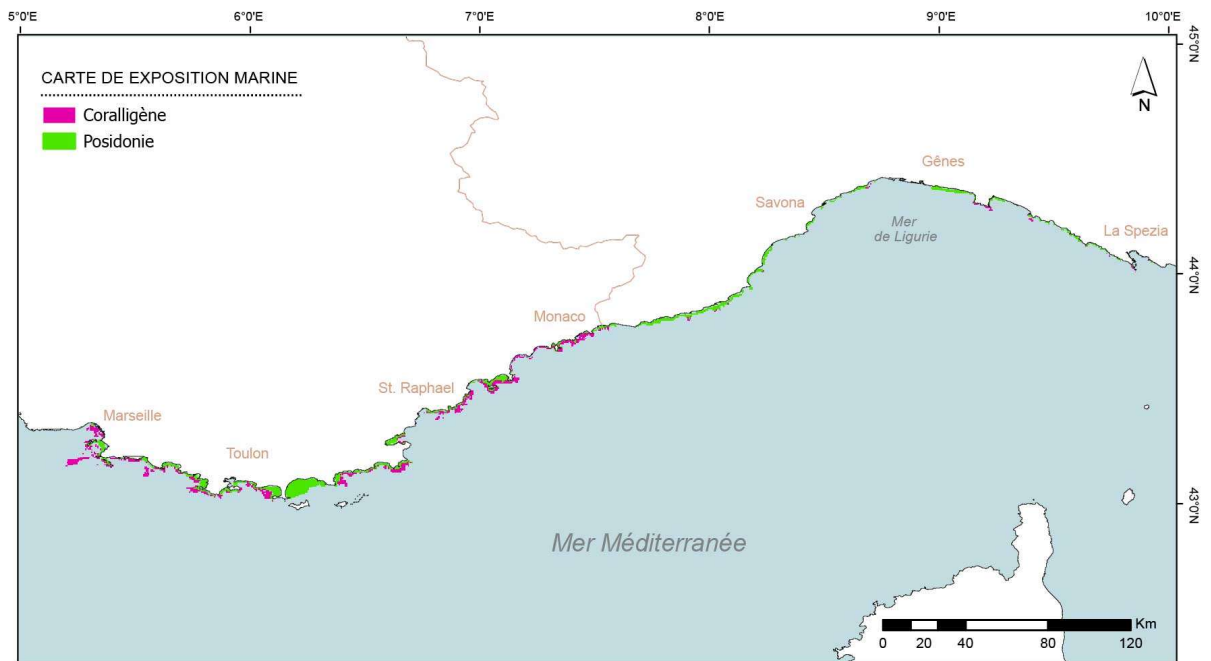 5°0'E
6°0'E
7°0'E
8°0'E
9°0'E
10°0'E
45°0'N
CARTE DE EXPOSITION MARINE
Coralligène
Posidonie
N
Gênes
Savona
Mer
de Ligurie
La Spezia
44°0'N
Monaco
St. Raphael
Marseille
Toulon
43°0'N
Mer Méditerranée
Km
0 20 40 80 120